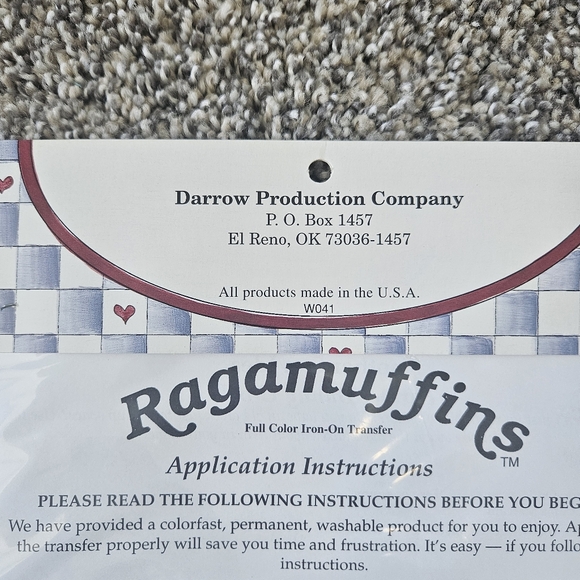 Darrow Production Company
P. O. Box 1457
El Reno, OK 73036-1457
All products made in the U.S.A.
W041
Ragamuffins
Full Color Iron-On Transfer
TM
Application Instructions
PLEASE READ THE FOLLOWING INSTRUCTIONS BEFORE YOU
We have provided a colorfast, permanent, washable product for you to enjoy.
the transfer properly will save you time and frustration. It's easy — if you
instructions.